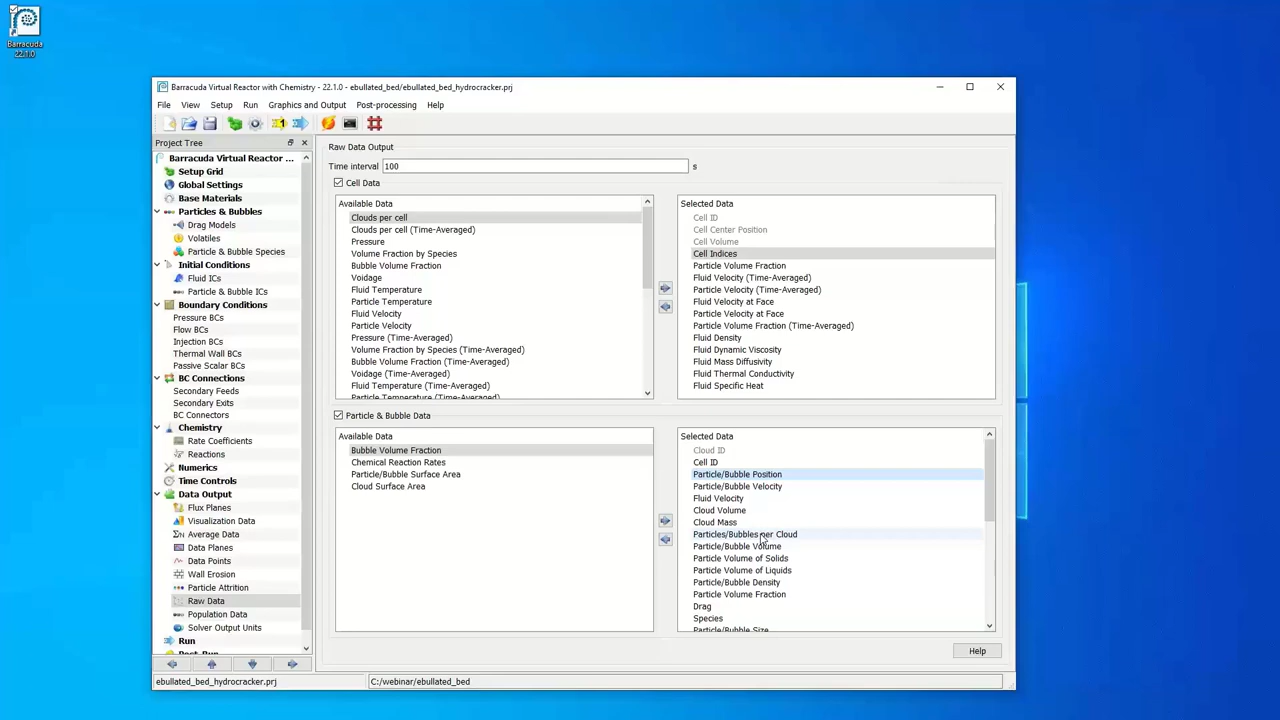 Barracuda
22.1.0
Barracuda Virtual Reactor with Chemistry - 22.1.0 - ebullated_bed/ebullated_bed_hydrocracker.prj
File View Setup Run Graphics and Output Post-processing Help
Project Tree
Barracuda Virtual Reactor ...
Setup Grid
Global Settings
Base Materials
Particles & Bubbles
Drag Models
Volatiles
Particle & Bubble Species
Initial Conditions
Fluid ICs
Particle & Bubble ICs
Boundary Conditions
Pressure BCs
Flow BCs
Injection BCs
Thermal Wall BCs
Passive Scalar BCs
BC Connections
Secondary Feeds
Secondary Exits
BC Connectors
Chemistry
Rate Coefficients
Reactions
Numerics
Time Controls
Data Output
Flux Planes
Visualization Data
Average Data
Data Planes
Data Points
Wall Erosion
Particle Attrition
Raw Data
Population Data
Solver Output Units
Run
Post-Run
Raw Data Output
Time interval 100 s
Cell Data
Available Data
Clouds per cell
Clouds per cell (Time-Averaged)
Pressure
Volume Fraction by Species
Bubble Volume Fraction
Voidage
Fluid Temperature
Particle Temperature
Fluid Velocity
Particle Velocity
Pressure (Time-Averaged)
Volume Fraction by Species (Time-Averaged)
Bubble Volume Fraction (Time-Averaged)
Voidage (Time-Averaged)
Fluid Temperature (Time-Averaged)
Particle Temperature (Time-Averaged)
Selected Data
Cell ID
Cell Center Position
Cell Volume
Cell Indices
Particle Volume Fraction
Fluid Velocity (Time-Averaged)
Particle Velocity (Time-Averaged)
Fluid Velocity at Face
Particle Velocity at Face
Particle Volume Fraction (Time-Averaged)
Fluid Density
Fluid Dynamic Viscosity
Fluid Mass Diffusivity
Fluid Thermal Conductivity
Fluid Specific Heat
Particle & Bubble Data
Available Data
Bubble Volume Fraction
Chemical Reaction Rates
Particle/Bubble Surface Area
Cloud Surface Area
Selected Data
Cloud ID
Cell ID
Particle/Bubble Position
Particle/Bubble Velocity
Fluid Velocity
Cloud Volume
Cloud Mass
Particles/Bubbles per Cloud
Particle/Bubble Volume
Particle Volume of Solids
Particle Volume of Liquids
Particle/Bubble Density
Particle Volume Fraction
Drag
Species
Particle/Bubble Size
Help
ebullated_bed_hydrocracker.prj
C:/webinar/ebullated_bed